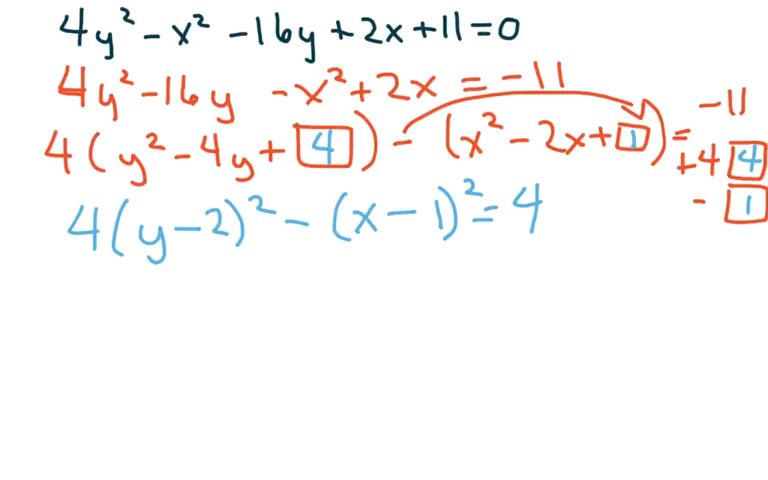 4y² - x² - 16y + 2x + 11 = 0
4y² - 16y - x² + 2x = -11
4(y² - 4y + 4) - (x² - 2x + 1) = -11
+4 4
- 1
4(y - 2)² - (x - 1)² = 4